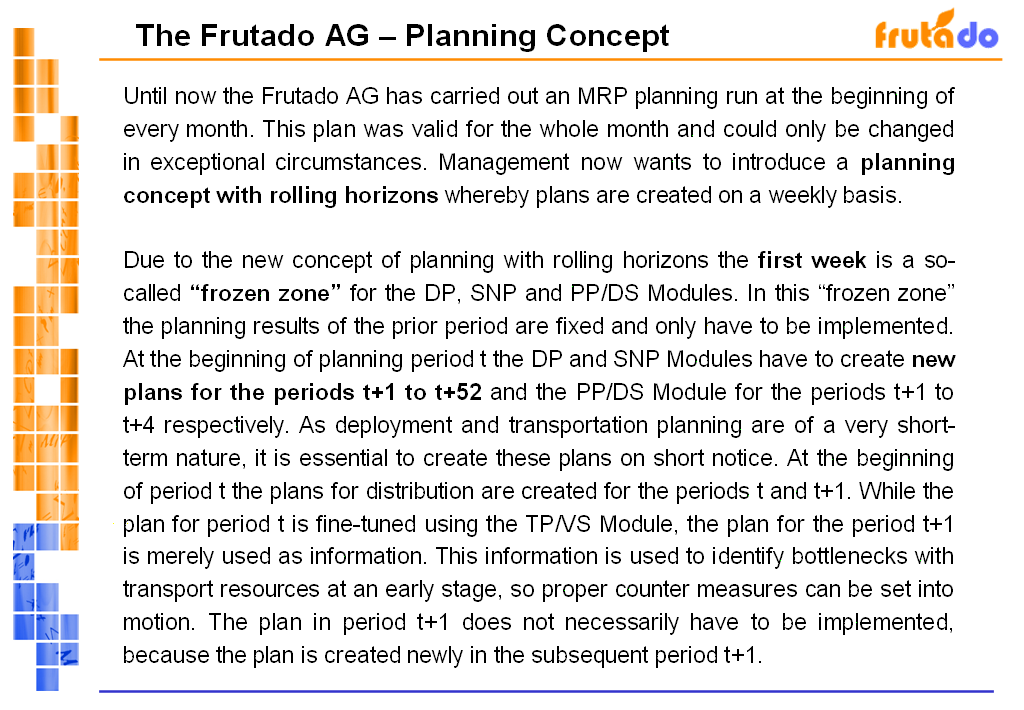 The Frutado AG – Planning Concept
frutado
Until now the Frutado AG has carried out an MRP planning run at the beginning of
every month. This plan was valid for the whole month and could only be changed
in exceptional circumstances. Management now wants to introduce a planning
concept with rolling horizons whereby plans are created on a weekly basis.
Due to the new concept of planning with rolling horizons the first week is a so-
called “frozen zone” for the DP, SNP and PP/DS Modules. In this “frozen zone”
the planning results of the prior period are fixed and only have to be implemented.
At the beginning of planning period t the DP and SNP Modules have to create new
plans for the periods t+1 to t+52 and the PP/DS Module for the periods t+1 to
t+4 respectively. As deployment and transportation planning are of a very short-
term nature, it is essential to create these plans on short notice. At the beginning
of period t the plans for distribution are created for the periods t and t+1. While the
plan for period t is fine-tuned using the TP/VS Module, the plan for the period t+1
is merely used as information. This information is used to identify bottlenecks with
transport resources at an early stage, so proper counter measures can be set into
motion. The plan in period t+1 does not necessarily have to be implemented,
because the plan is created newly in the subsequent period t+1.